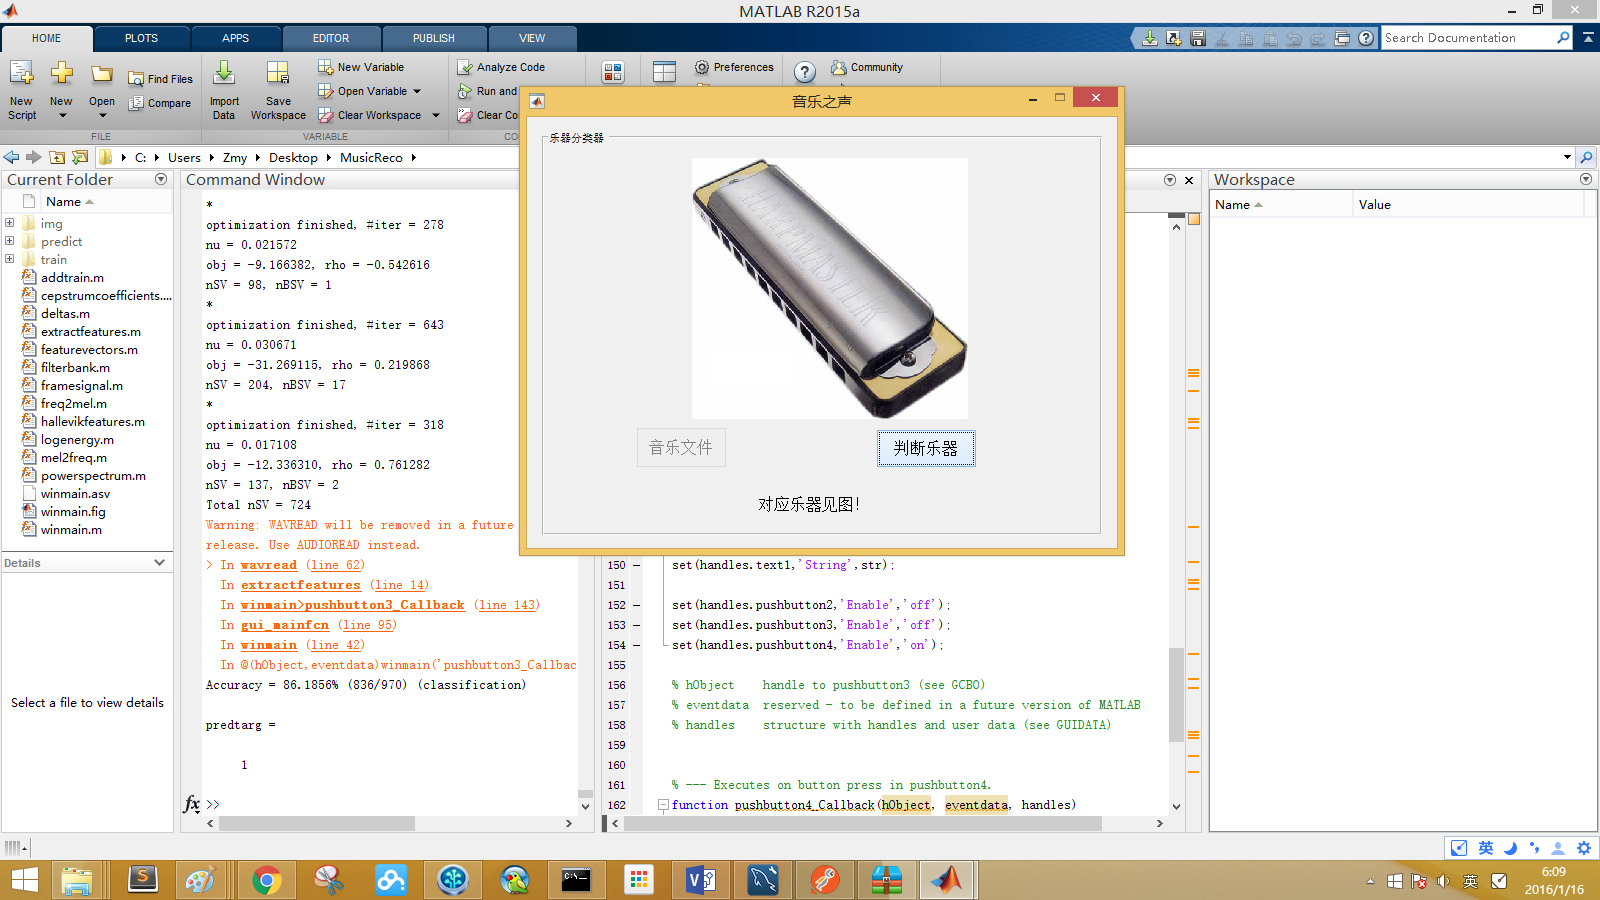 MATLAB R2015a
HOME
PLOTS
APPS
EDITOR
PUBLISH
VIEW
Search Documentation
New Script
New
Open
Find Files
Compare
FILE
Import Data
Save Workspace
New Variable
Open Variable
Clear Workspace
VARIABLE
Analyze Code
Run and
Clear Co
CO
Preferences
Community
C:
Users
Zmy
Desktop
MusicReco
Current Folder
Name
img
predict
train
addtrain.m
cepstrumcoefficients....
deltas.m
extractfeatures.m
featurevectors.m
filterbank.m
framesignal.m
freq2mel.m
hallevikfeatures.m
logenergy.m
mel2freq.m
powerspectrum.m
winmain.asv
winmain.fig
winmain.m
Details
Select a file to view details
Command Window
*
optimization finished, #iter = 278
nu = 0.021572
obj = -9.166382, rho = -0.542616
nSV = 98, nBSV = 1
*
optimization finished, #iter = 643
nu = 0.030671
obj = -31.269115, rho = 0.219868
nSV = 204, nBSV = 17
*
optimization finished, #iter = 318
nu = 0.017108
obj = -12.336310, rho = 0.761282
nSV = 137, nBSV = 2
Total nSV = 724
Warning: WAVREAD will be removed in a future
release. Use AUDIOREAD instead.
> In wavread (line 62)
In extractfeatures (line 14)
In winmain>pushbutton3_Callback (line 143)
In gui_mainfcn (line 95)
In winmain (line 42)
In @(hObject,eventdata)winmain('pushbutton3_Callbac
Accuracy = 86.1856% (836/970) (classification)
predtarg =
1
fx >>
音乐之声
乐器分类器
HARPMASTER
音乐文件
判断乐器
对应乐器见图!
150 set(handles.text1,'String',str);
151
152 set(handles.pushbutton2,'Enable','off');
153 set(handles.pushbutton3,'Enable','off');
154 set(handles.pushbutton4,'Enable','on');
155
156 % hObject    handle to pushbutton3 (see GCBO)
157 % eventdata  reserved - to be defined in a future version of MATLAB
158 % handles    structure with handles and user data (see GUIDATA)
159
160
161 % --- Executes on button press in pushbutton4.
162 function pushbutton4_Callback(hObject, eventdata, handles)
Workspace
Name
Value
英
英
6:09
2016/1/16